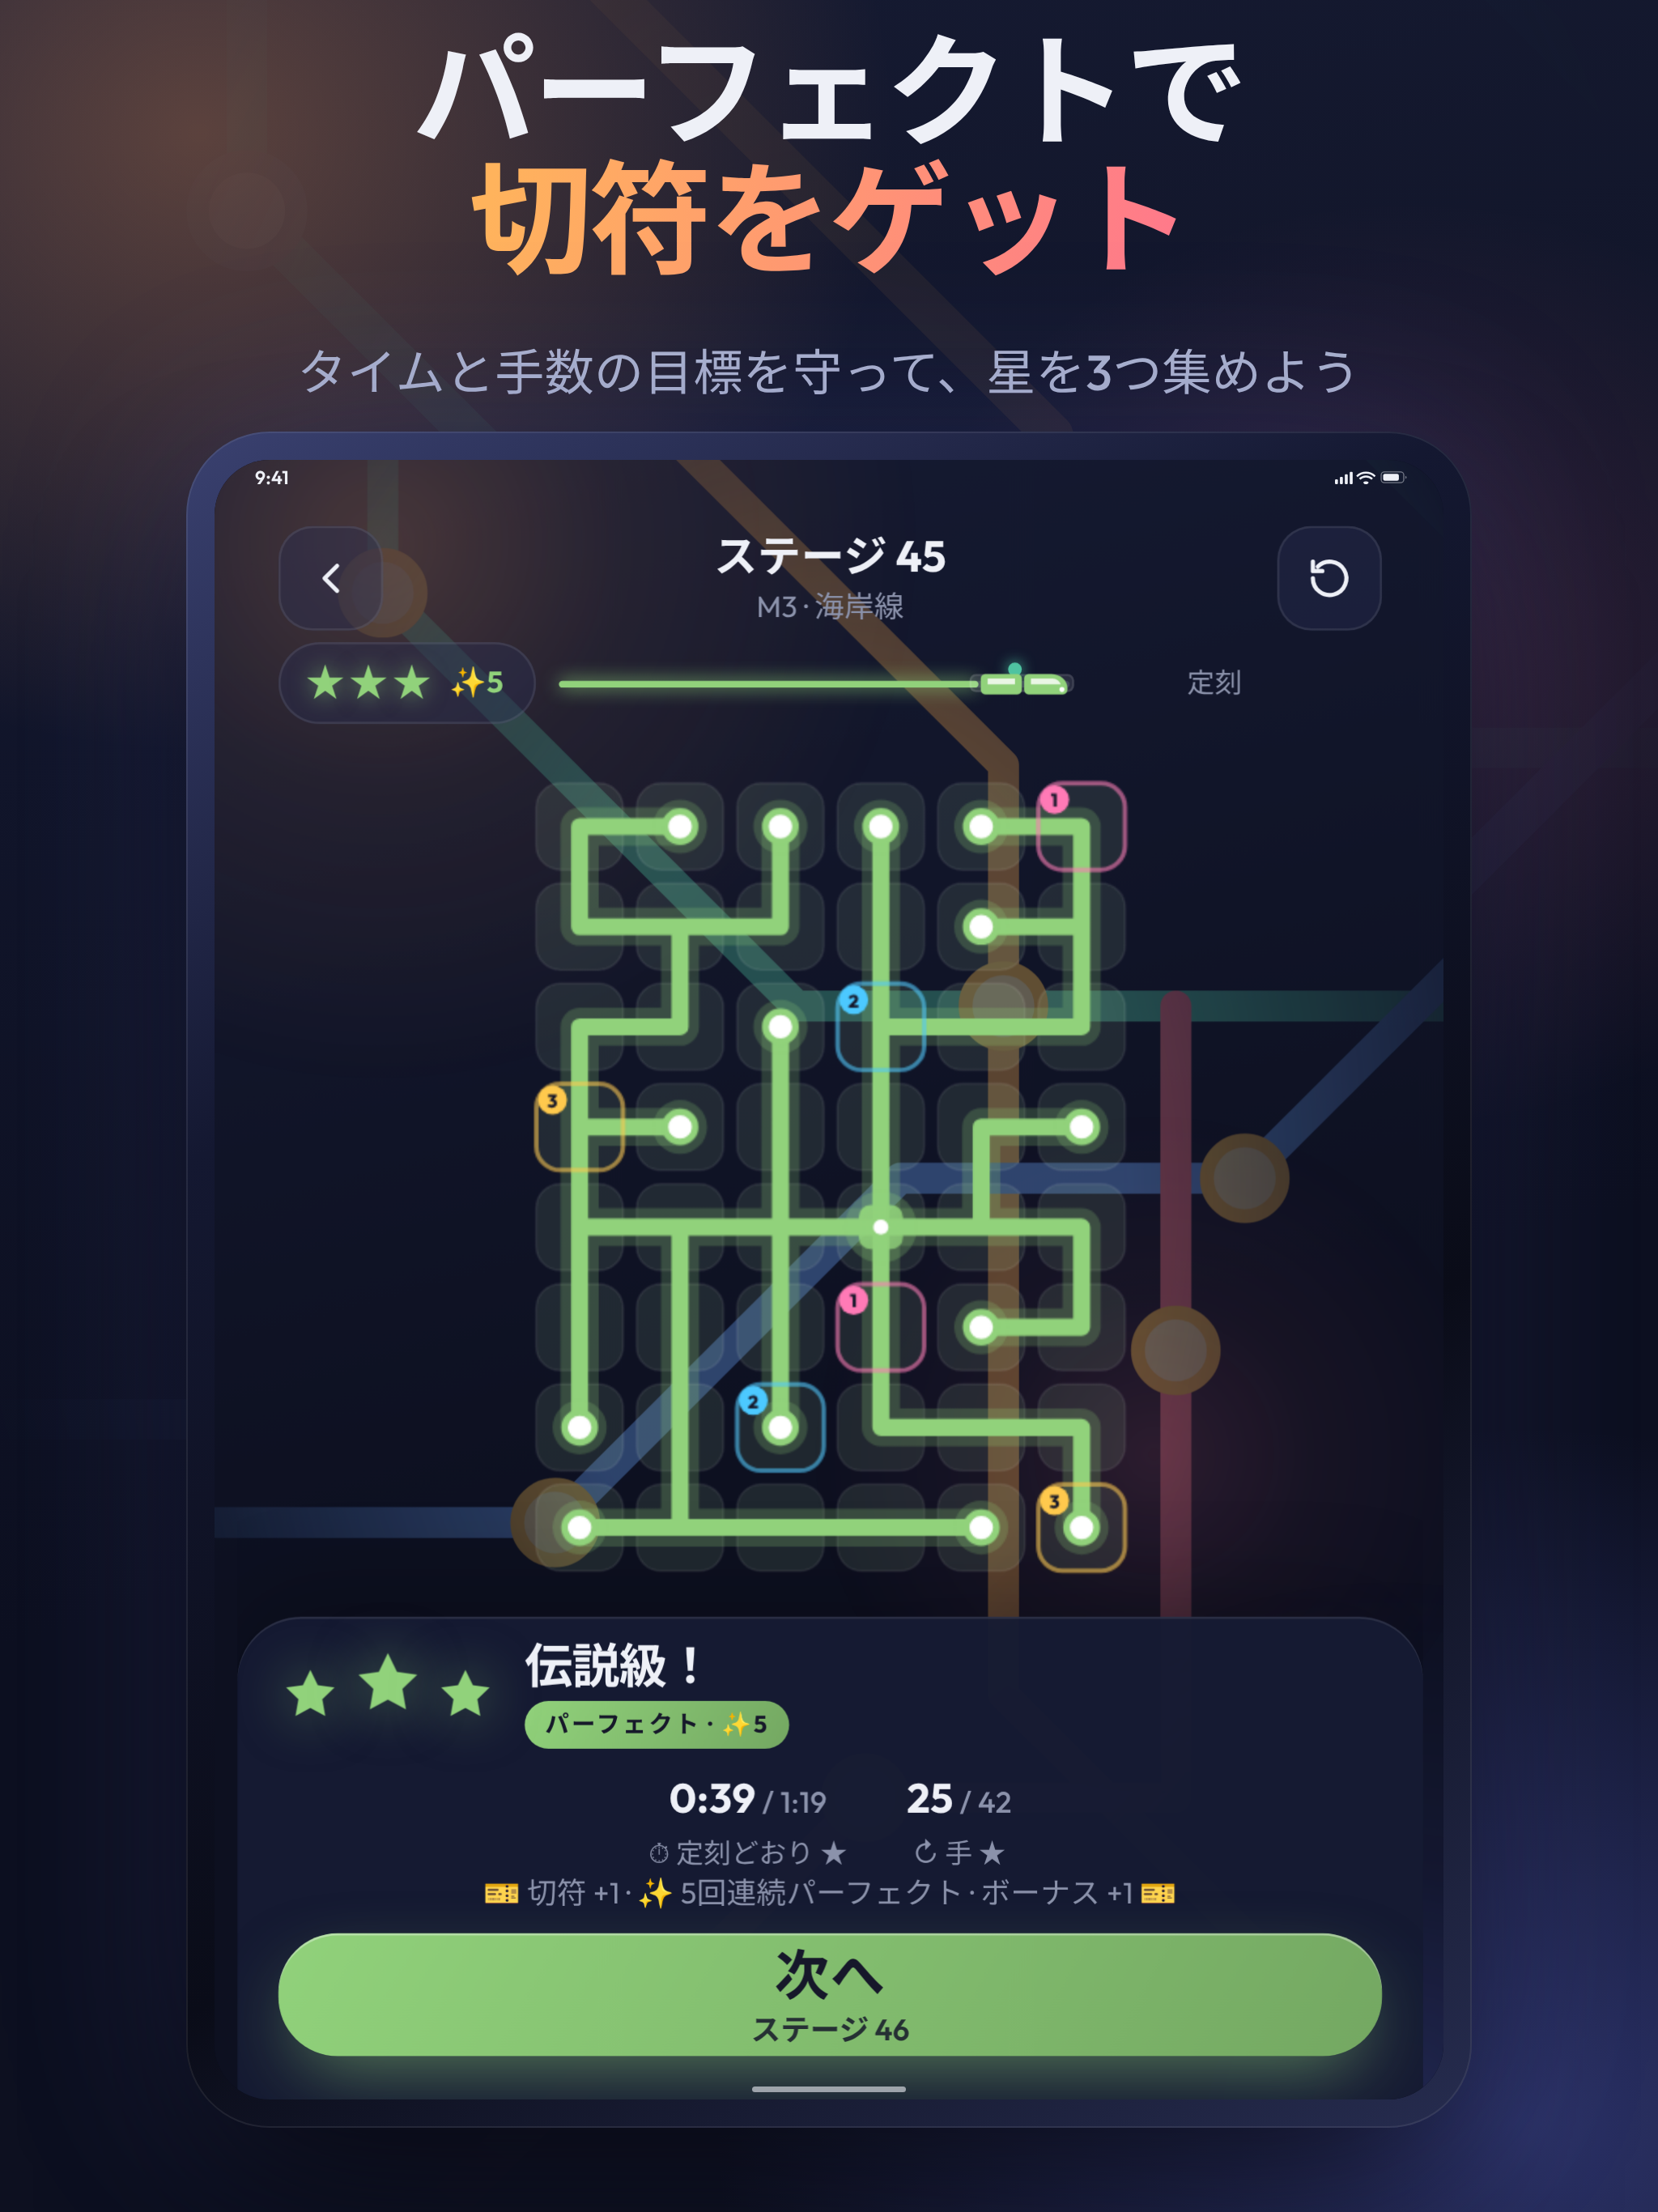 パーフェクトで
切符をゲット
タイムと手数の目標を守って、星を3つ集めよう
9:41
ステージ 45
M3·海岸線
★★★ ✨5
定刻
1
2
3
1
2
3
伝説級！
パーフェクト·✨5
0:39 / 1:19
25 / 42
⏱ 定刻どおり ★
↻ 手 ★
🎫 切符 +1·✨ 5回連続パーフェクト·ボーナス +1 🎫
次へ
ステージ 46